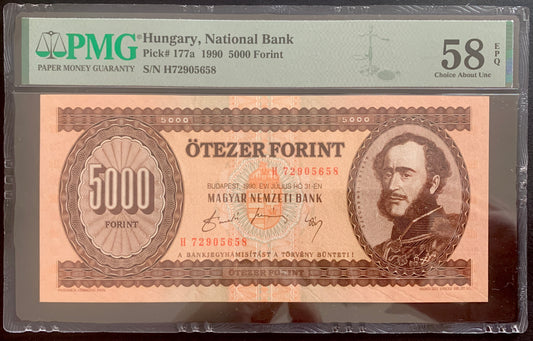 PMG
PAPER MONEY GUARANTY
Hungary, National Bank
Pick# 177a 1990 5000 Forint
S/N H72905658
58
EPQ
Choice About Unc
5000
5000
ÖTEZER FORINT
H 72905658
BUDAPEST, 1990. ÉVI JÚLIUS HÓ 31-ÉN
MAGYAR NEMZETI BANK
5000
FORINT
H 72905658
A BANKJEGYHAMISÍTÁST A TÖRVÉNY BÜNTETI!
ÖTEZER FORINT